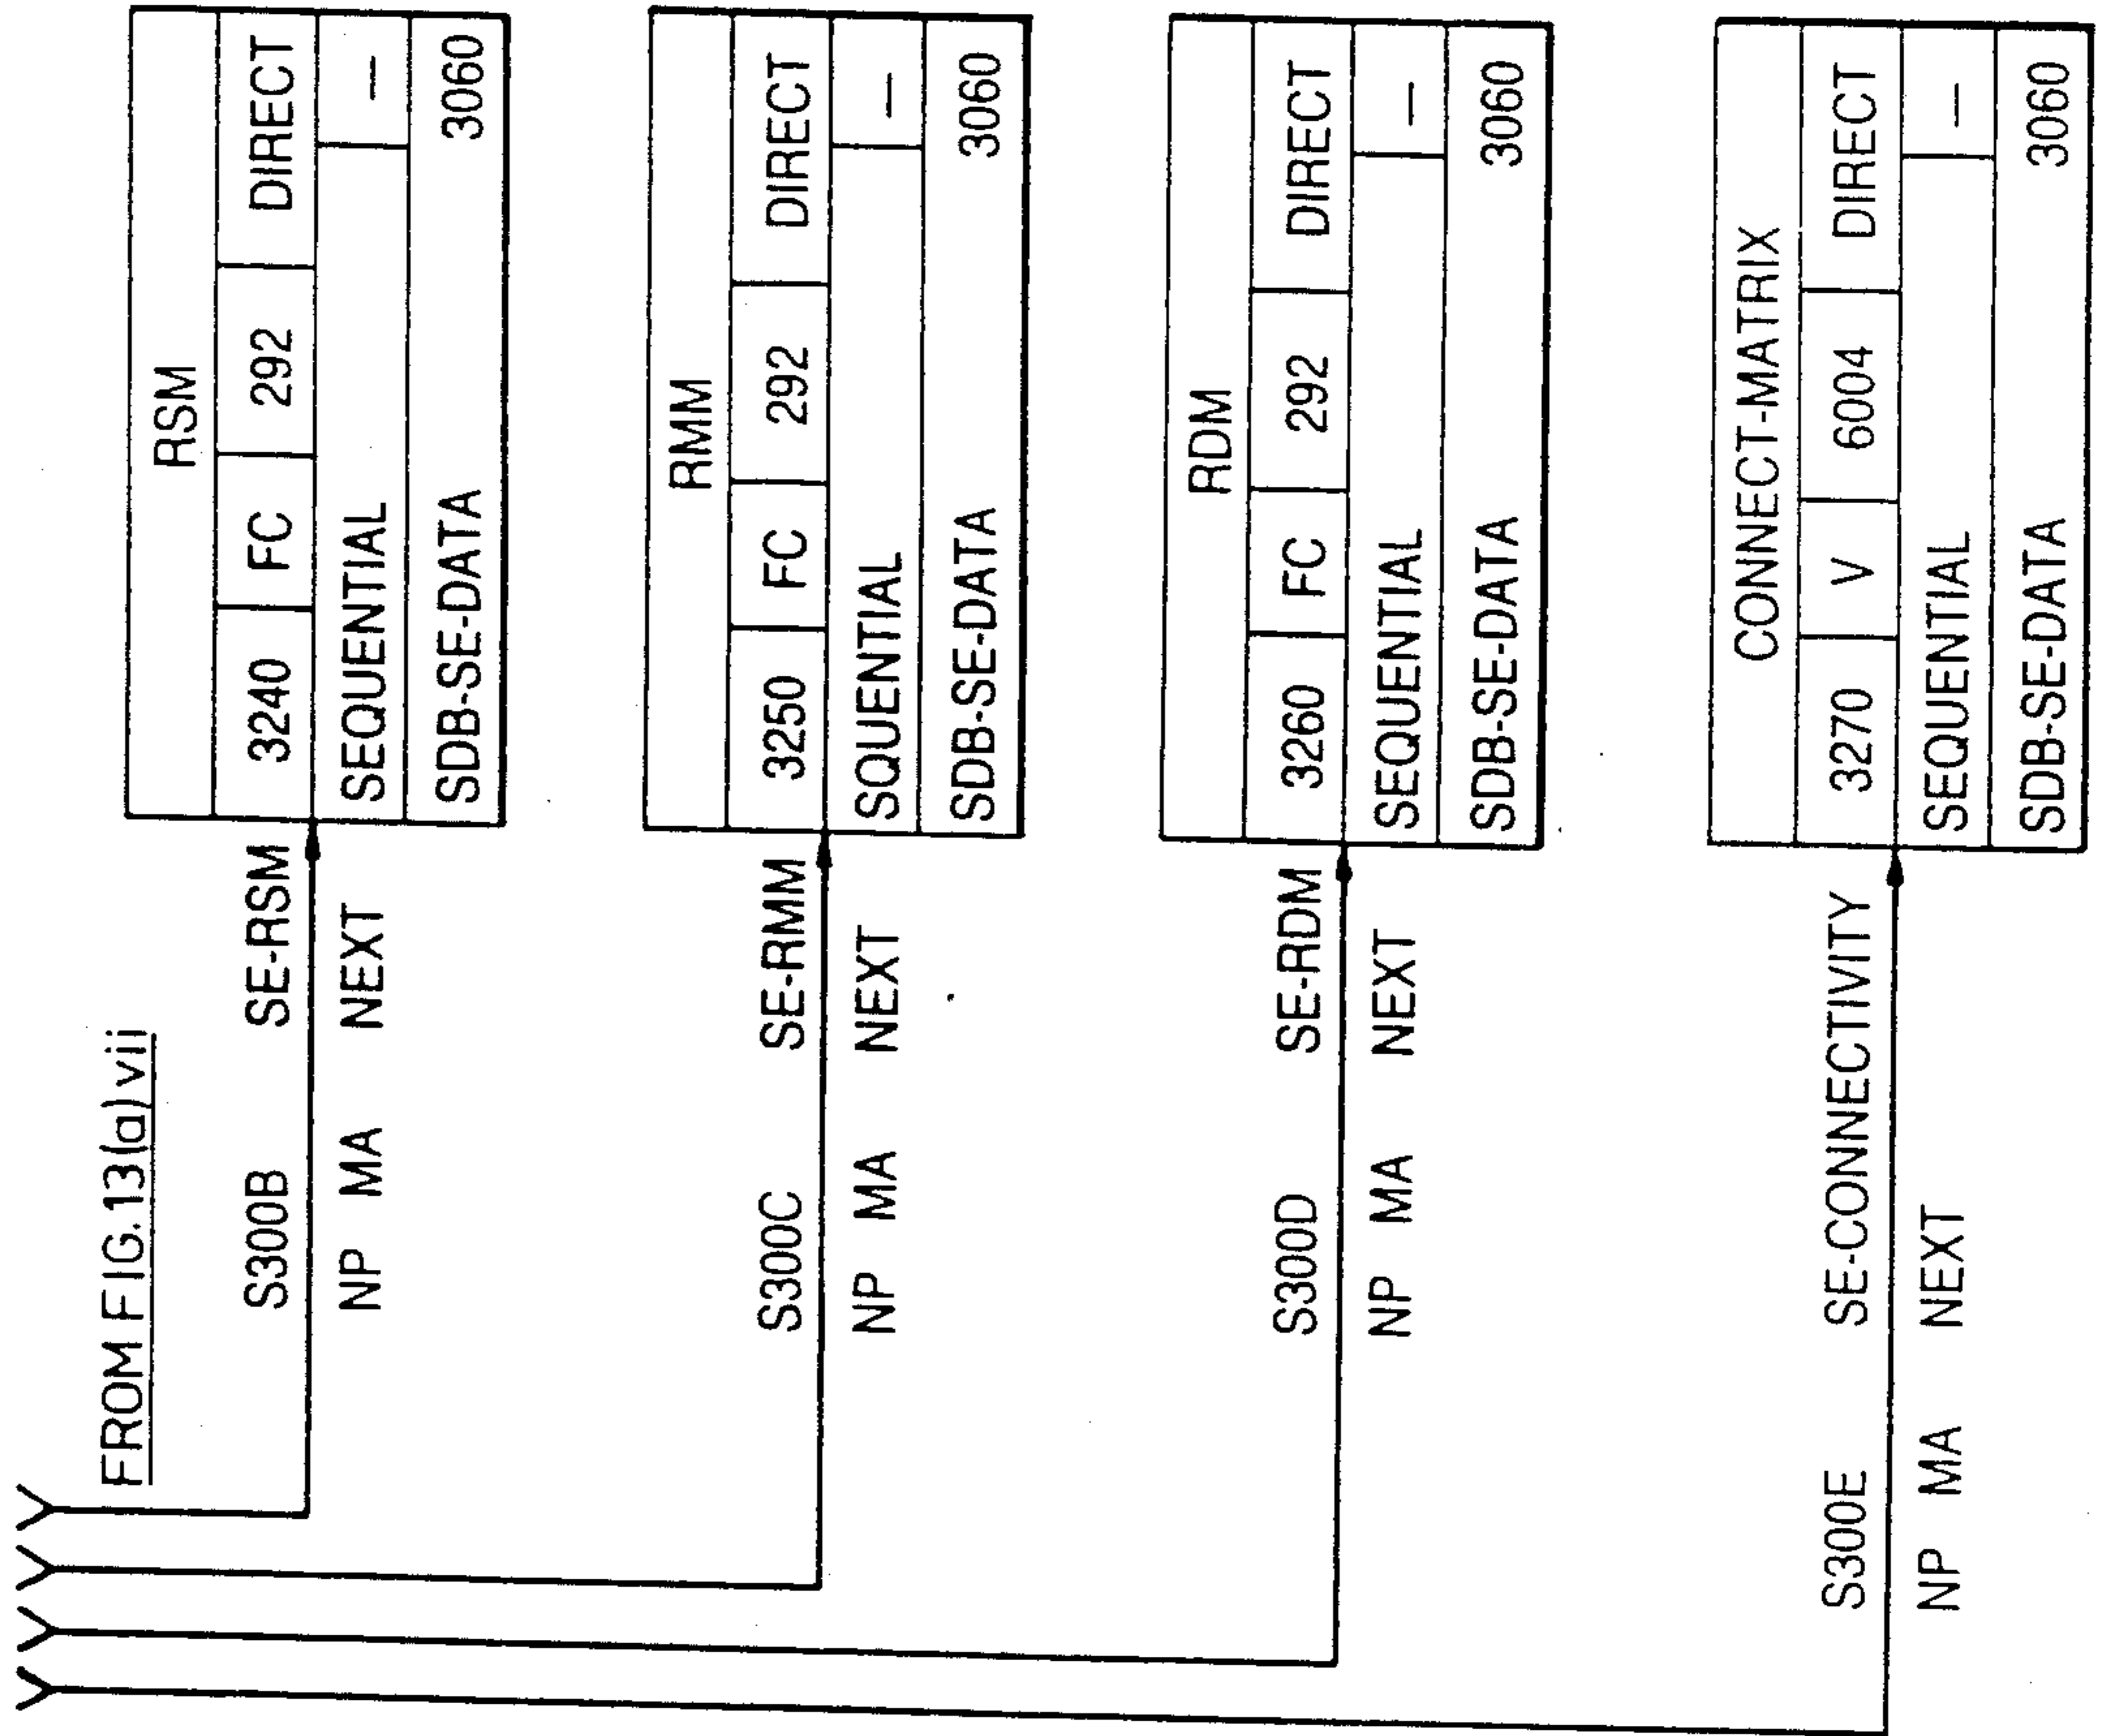 FROM FIG.13(a)vii
S300B SE-RSM
NP MA NEXT
RSM
3240 FC 292 DIRECT
SEQUENTIAL —
SDB-SE-DATA 3060
S300C SE-RMM
NP MA NEXT
RMM
3250 FC 292 DIRECT
SQUENTIAL —
SDB-SE-DATA 3060
S300D SE-RDM
NP MA NEXT
RDM
3260 FC 292 DIRECT
SEQUENTIAL —
SDB-SE-DATA 3060
S300E SE-CONNECTIVITY
NP MA NEXT
CONNECT-MATRIX
3270 V 6004 DIRECT
SEQUENTIAL —
SDB-SE-DATA 3060